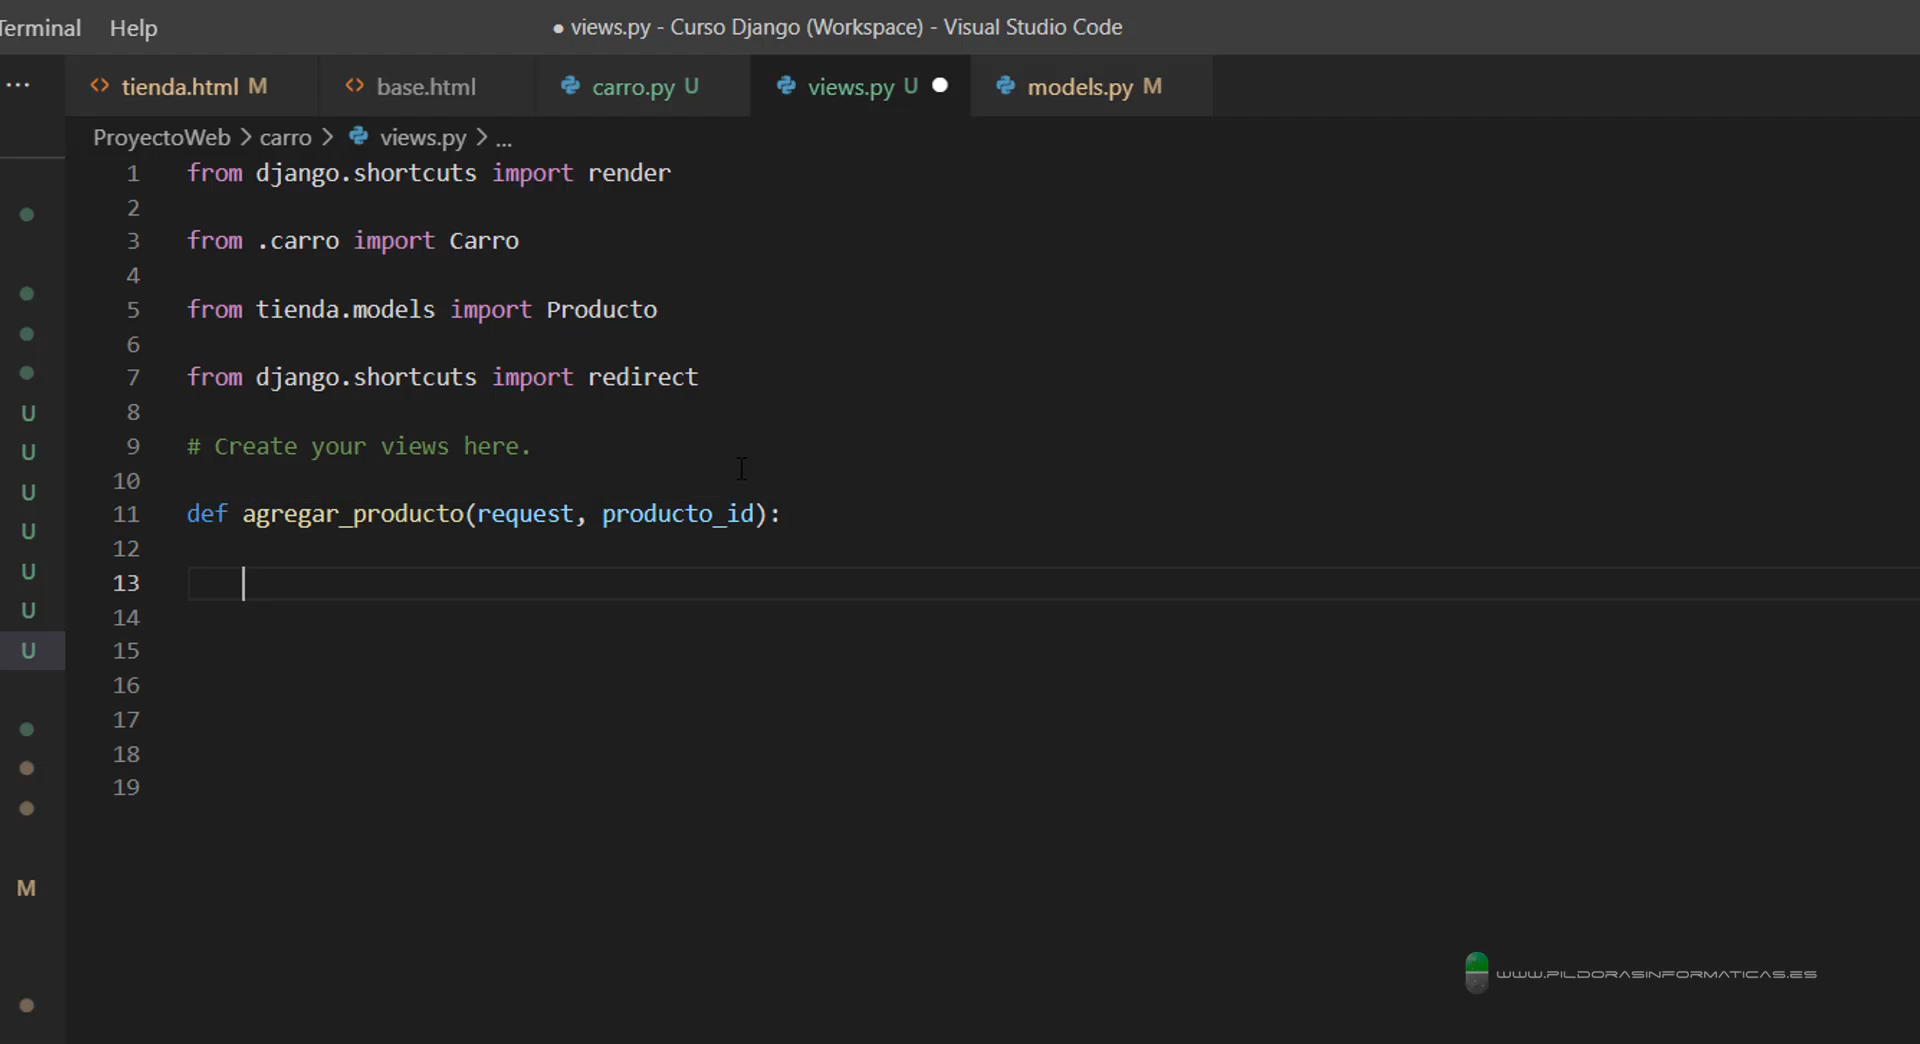 Terminal Help ● views.py - Curso Django (Workspace) - Visual Studio Code
... tienda.html M base.html carro.py U views.py U models.py M
ProyectoWeb > carro > views.py > ...
1 from django.shortcuts import render
2
3 from .carro import Carro
4
5 from tienda.models import Producto
6
7 from django.shortcuts import redirect
8
U
9 # Create your views here.
U
10
U
11 def agregar_producto(request, producto_id):
U
12
U
13
U
14
U
15
16
17
18
19
M
WWW.PILDORASINFORMATICAS.ES